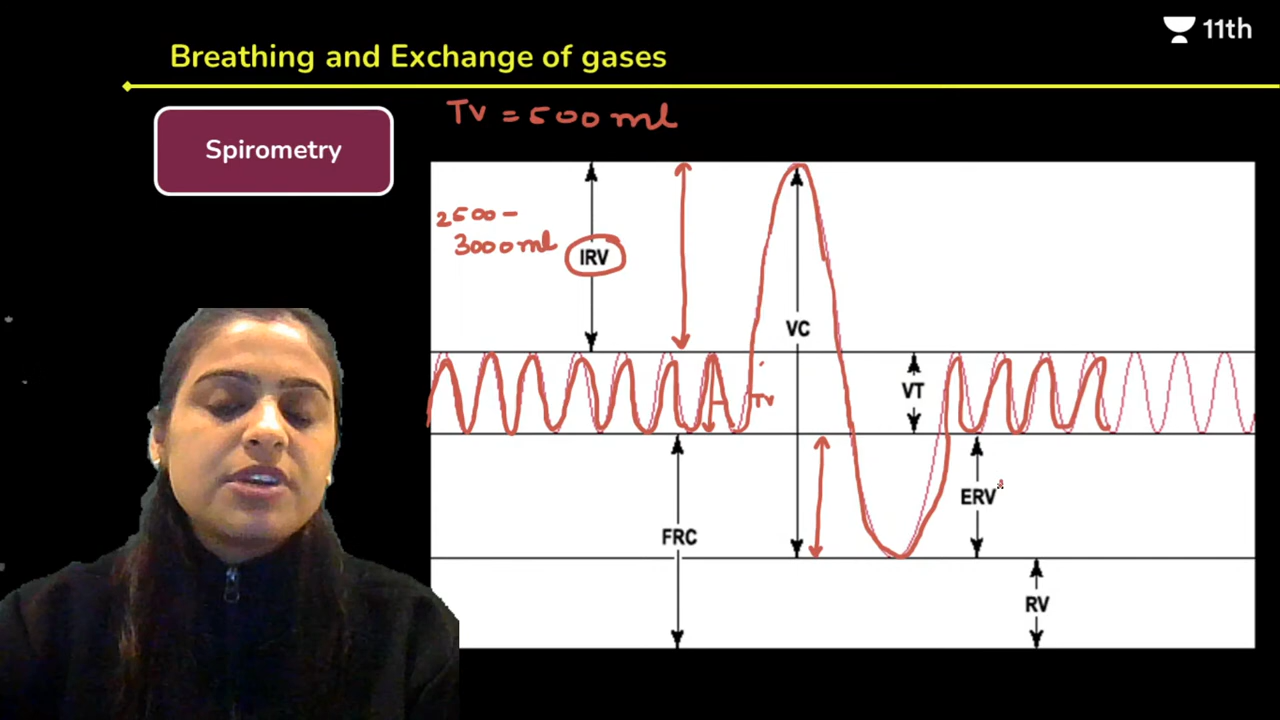 11th
Breathing and Exchange of gases
Spirometry
TV = 500 ml
2500 -
3000 ml
IRV
VC
VT
TV
ERV
FRC
RV